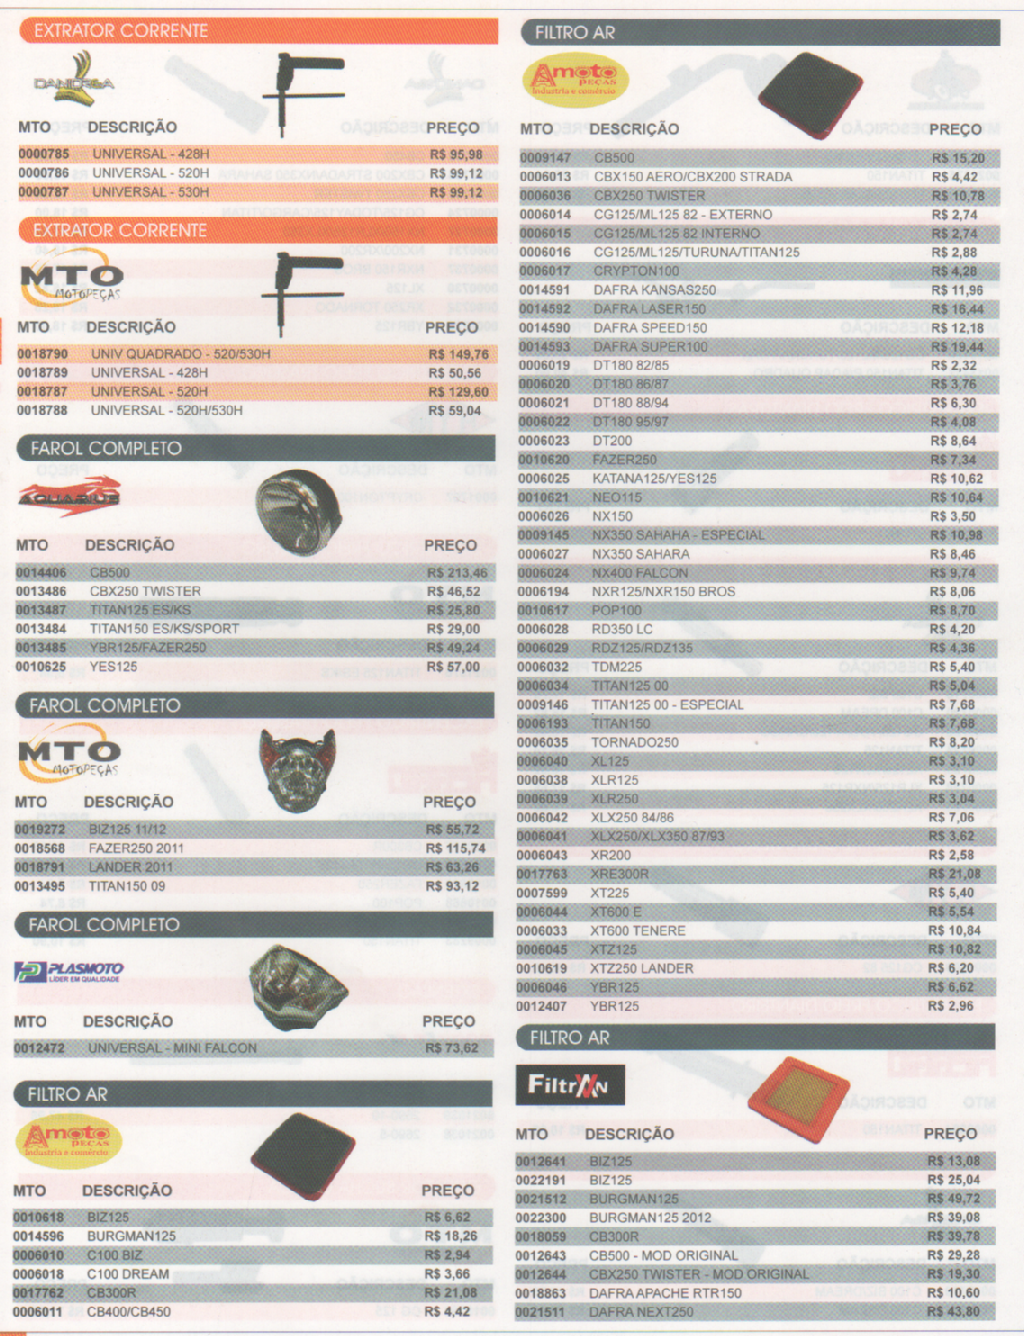 EXTRATOR CORRENTE
DANIDREA
MTO DESCRIÇÃO PREÇO
0000785 UNIVERSAL - 428H R$ 95,98
0000786 UNIVERSAL - 520H R$ 99,12
0000787 UNIVERSAL - 530H R$ 99,12
EXTRATOR CORRENTE
MTO
MOTOPEÇAS
MTO DESCRIÇÃO PREÇO
0018790 UNIV QUADRADO - 520/530H R$ 149,76
0018789 UNIVERSAL - 428H R$ 50,56
0018787 UNIVERSAL - 520H R$ 129,60
0018788 UNIVERSAL - 520H/530H R$ 59,04
FAROL COMPLETO
AQUARIUS
MTO DESCRIÇÃO PREÇO
0014406 CB500 R$ 213,46
0013486 CBX250 TWISTER R$ 46,52
0013487 TITAN125 ES/KS R$ 25,80
0013484 TITAN150 ES/KS/SPORT R$ 29,00
0013485 YBR125/FAZER250 R$ 49,24
0010625 YES125 R$ 57,00
FAROL COMPLETO
MTO
MOTOPEÇAS
MTO DESCRIÇÃO PREÇO
0019272 BIZ125 11/12 R$ 55,72
0018568 FAZER250 2011 R$ 115,74
0018791 LANDER 2011 R$ 63,26
0013495 TITAN150 09 R$ 93,12
FAROL COMPLETO
PLASMOTO
LÍDER EM QUALIDADE
MTO DESCRIÇÃO PREÇO
0012472 UNIVERSAL - MINI FALCON R$ 73,62
FILTRO AR
Amoto
PEÇAS
Industria e comércio
MTO DESCRIÇÃO PREÇO
0010618 BIZ125 R$ 6,62
0014596 BURGMAN125 R$ 18,26
0006010 C100 BIZ R$ 2,94
0006018 C100 DREAM R$ 3,66
0017762 CB300R R$ 21,08
0006011 CB400/CB450 R$ 4,42
FILTRO AR
Amoto
PEÇAS
Industria e comércio
MTO DESCRIÇÃO PREÇO
0009147 CB500 R$ 15,20
0006013 CBX150 AERO/CBX200 STRADA R$ 4,42
0006036 CBX250 TWISTER R$ 10,78
0006014 CG125/ML125 82 - EXTERNO R$ 2,74
0006015 CG125/ML125 82 INTERNO R$ 2,74
0006016 CG125/ML125/TURUNA/TITAN125 R$ 2,88
0006017 CRYPTON100 R$ 4,28
0014591 DAFRA KANSAS250 R$ 11,96
0014592 DAFRA LASER150 R$ 18,44
0014590 DAFRA SPEED150 R$ 12,18
0014593 DAFRA SUPER100 R$ 19,44
0006019 DT180 82/85 R$ 2,32
0006020 DT180 86/87 R$ 3,76
0006021 DT180 88/94 R$ 6,30
0006022 DT180 95/97 R$ 4,08
0006023 DT200 R$ 8,64
0010620 FAZER250 R$ 7,34
0006025 KATANA125/YES125 R$ 10,62
0010621 NEO115 R$ 10,64
0006026 NX150 R$ 3,50
0009145 NX350 SAHAHA - ESPECIAL R$ 10,98
0006027 NX350 SAHARA R$ 8,46
0006024 NX400 FALCON R$ 9,74
0006194 NXR125/NXR150 BROS R$ 8,06
0010617 POP100 R$ 8,70
0006028 RD350 LC R$ 4,20
0006029 RDZ125/RDZ135 R$ 4,36
0006032 TDM225 R$ 5,40
0006034 TITAN125 00 R$ 5,04
0009146 TITAN125 00 - ESPECIAL R$ 7,68
0006193 TITAN150 R$ 7,68
0006035 TORNADO250 R$ 8,20
0006040 XL125 R$ 3,10
0006038 XLR125 R$ 3,10
0006039 XLR250 R$ 3,04
0006042 XLX250 84/86 R$ 7,06
0006041 XLX250/XLX350 87/93 R$ 3,62
0006043 XR200 R$ 2,58
0017763 XRE300R R$ 21,08
0007599 XT225 R$ 5,40
0006044 XT600 E R$ 5,54
0006033 XT600 TENERE R$ 10,84
0006045 XTZ125 R$ 10,82
0010619 XTZ250 LANDER R$ 6,20
0006046 YBR125 R$ 6,62
0012407 YBR125 R$ 2,96
FILTRO AR
FiltrAN
MTO DESCRIÇÃO PREÇO
0012641 BIZ125 R$ 13,08
0022191 BIZ125 R$ 25,04
0021512 BURGMAN125 R$ 49,72
0022300 BURGMAN125 2012 R$ 39,08
0018059 CB300R R$ 39,78
0012643 CB500 - MOD ORIGINAL R$ 29,28
0012644 CBX250 TWISTER - MOD ORIGINAL R$ 19,30
0018863 DAFRA APACHE RTR150 R$ 10,60
0021511 DAFRA NEXT250 R$ 43,80